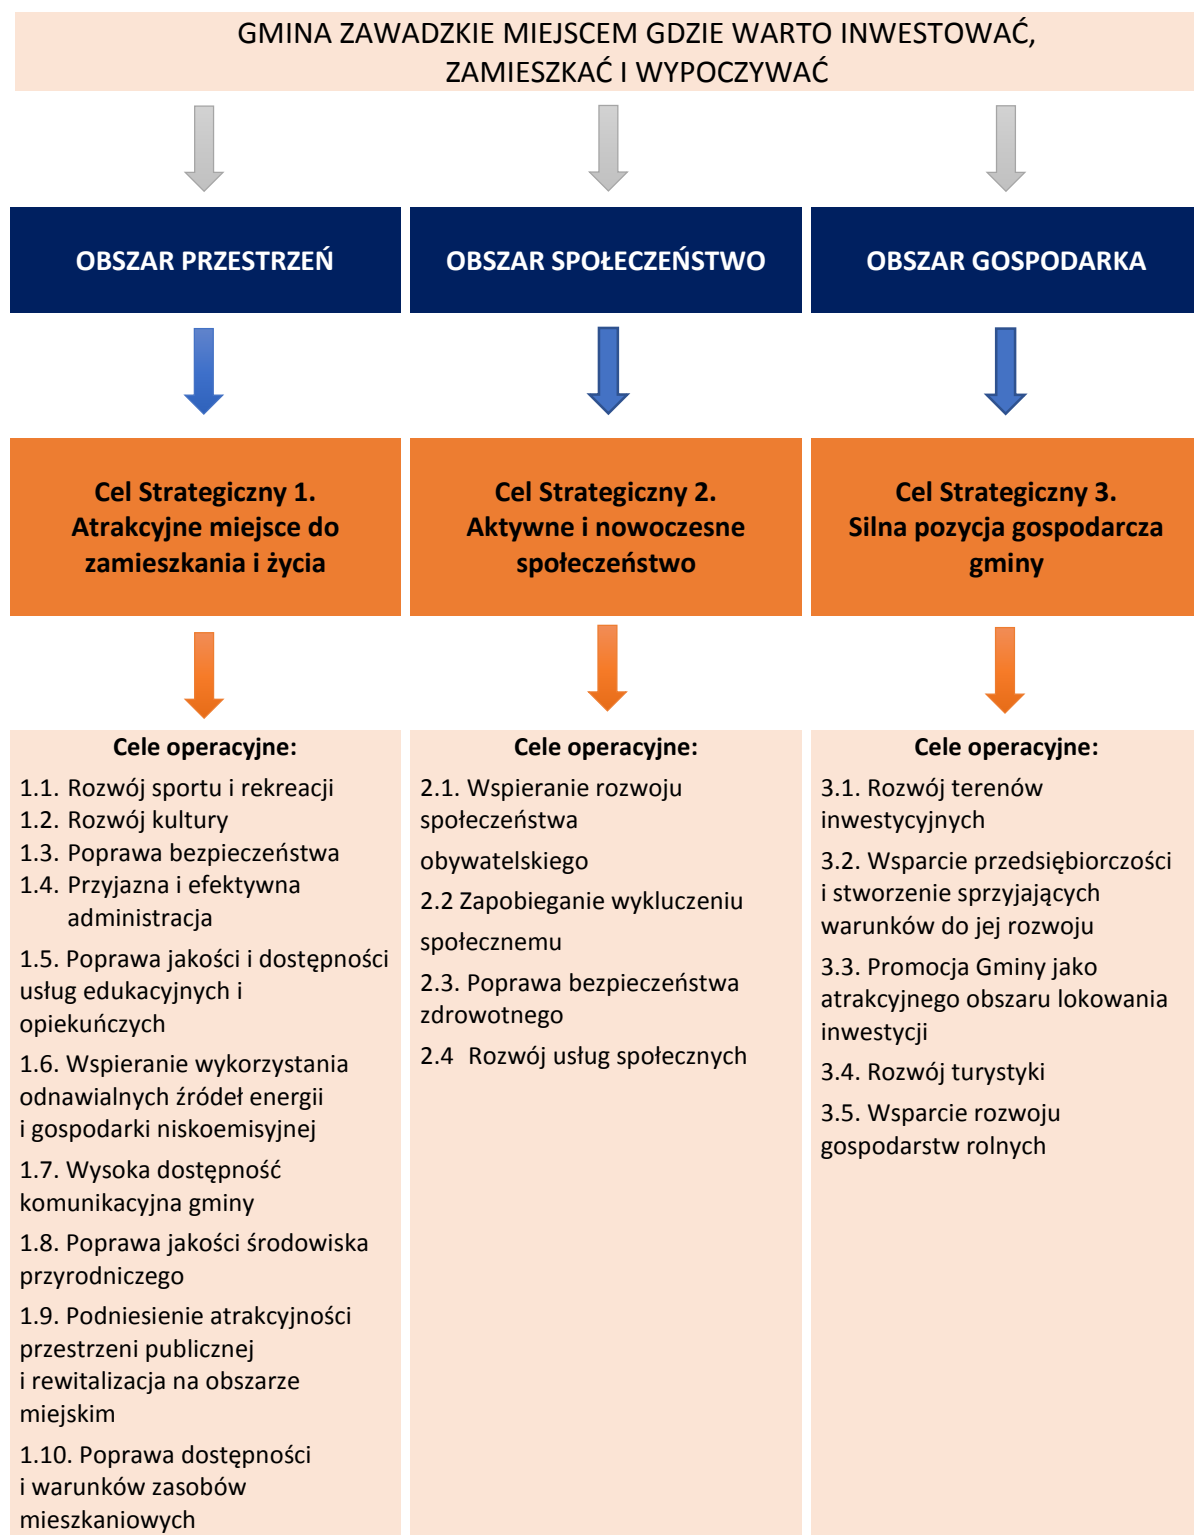 GMINA ZAWADZKIE MIEJSCEM GDZIE WARTO INWESTOWAĆ,
ZAMIESZKAĆ I WYPOCZYWAĆ
OBSZAR PRZESTRZEŃ
OBSZAR SPOŁECZEŃSTWO
OBSZAR GOSPODARKA
Cel Strategiczny 1.
Atrakcyjne miejsce do
zamieszkania i życia
Cel Strategiczny 2.
Aktywne i nowoczesne
społeczeństwo
Cel Strategiczny 3.
Silna pozycja gospodarcza
gminy
Cele operacyjne:
1.1. Rozwój sportu i rekreacji
1.2. Rozwój kultury
1.3. Poprawa bezpieczeństwa
1.4. Przyjazna i efektywna
administracja
1.5. Poprawa jakości i dostępności
usług edukacyjnych i
opiekuńczych
1.6. Wspieranie wykorzystania
odnawialnych źródeł energii
i gospodarki niskoemisyjnej
1.7. Wysoka dostępność
komunikacyjna gminy
1.8. Poprawa jakości środowiska
przyrodniczego
1.9. Podniesienie atrakcyjności
przestrzeni publicznej
i rewitalizacja na obszarze
miejskim
1.10. Poprawa dostępności
i warunków zasobów
mieszkaniowych
Cele operacyjne:
2.1. Wspieranie rozwoju
społeczeństwa
obywatelskiego
2.2 Zapobieganie wykluczeniu
społecznemu
2.3. Poprawa bezpieczeństwa
zdrowotnego
2.4 Rozwój usług społecznych
Cele operacyjne:
3.1. Rozwój terenów
inwestycyjnych
3.2. Wsparcie przedsiębiorczości
i stworzenie sprzyjających
warunków do jej rozwoju
3.3. Promocja Gminy jako
atrakcyjnego obszaru lokowania
inwestycji
3.4. Rozwój turystyki
3.5. Wsparcie rozwoju
gospodarstw rolnych